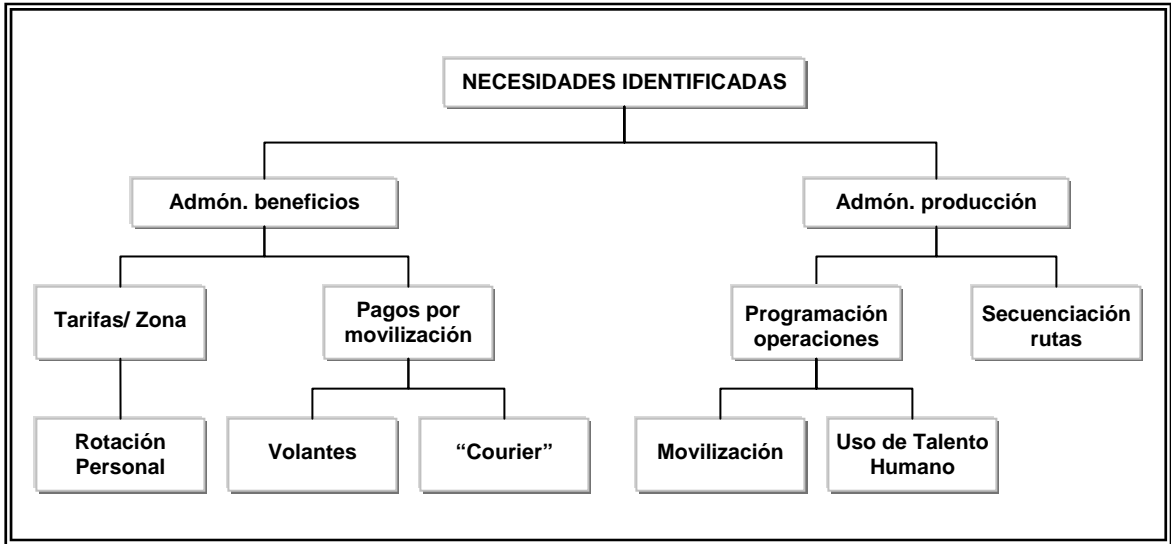 NECESIDADES IDENTIFICADAS
Admón. beneficios
Admón. producción
Tarifas/ Zona
Pagos por
movilización
Programación
operaciones
Secuenciación
rutas
Rotación
Personal
Volantes
“Courier”
Movilización
Uso de Talento
Humano